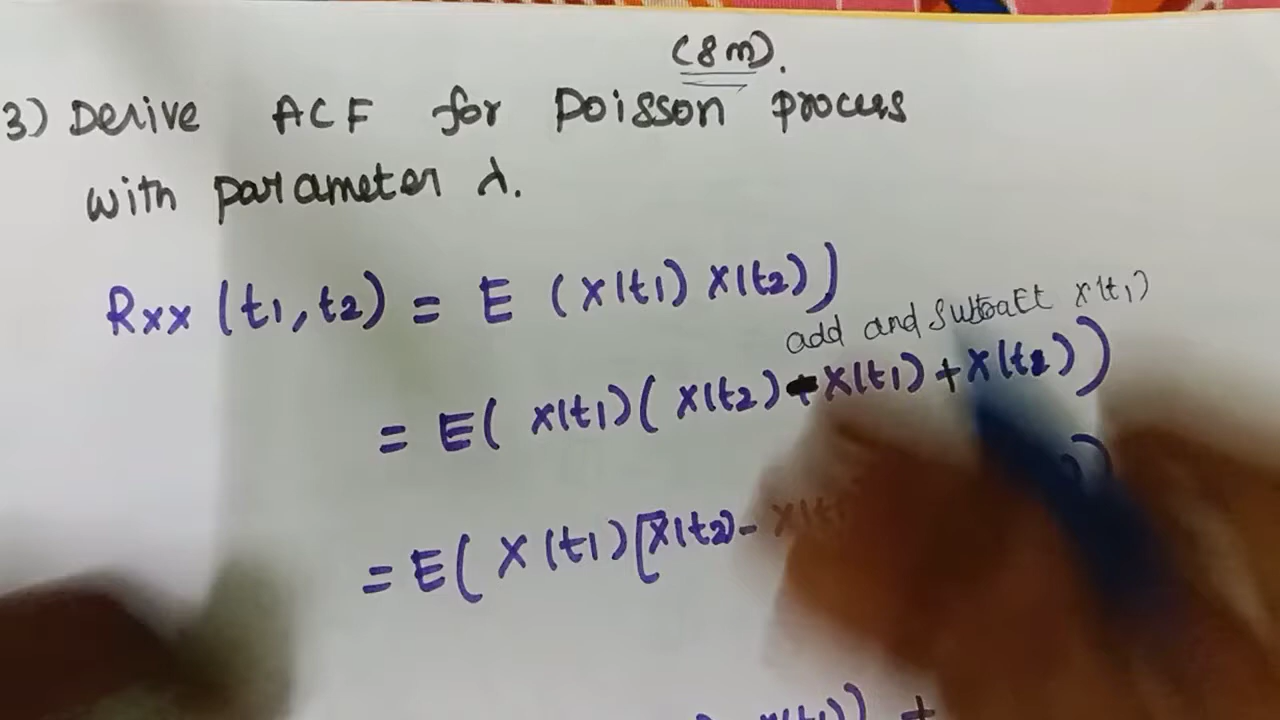 (8m).
3) Derive ACF for Poisson process
with parameter λ.
Rxx (t1, t2) = E (X(t1) X(t2))
add and subtract X(t1)
= E( X(t1) ( X(t2) - X(t1) + X(t2) ) )
= E( X(t1) [X(t2) - X(t1
+